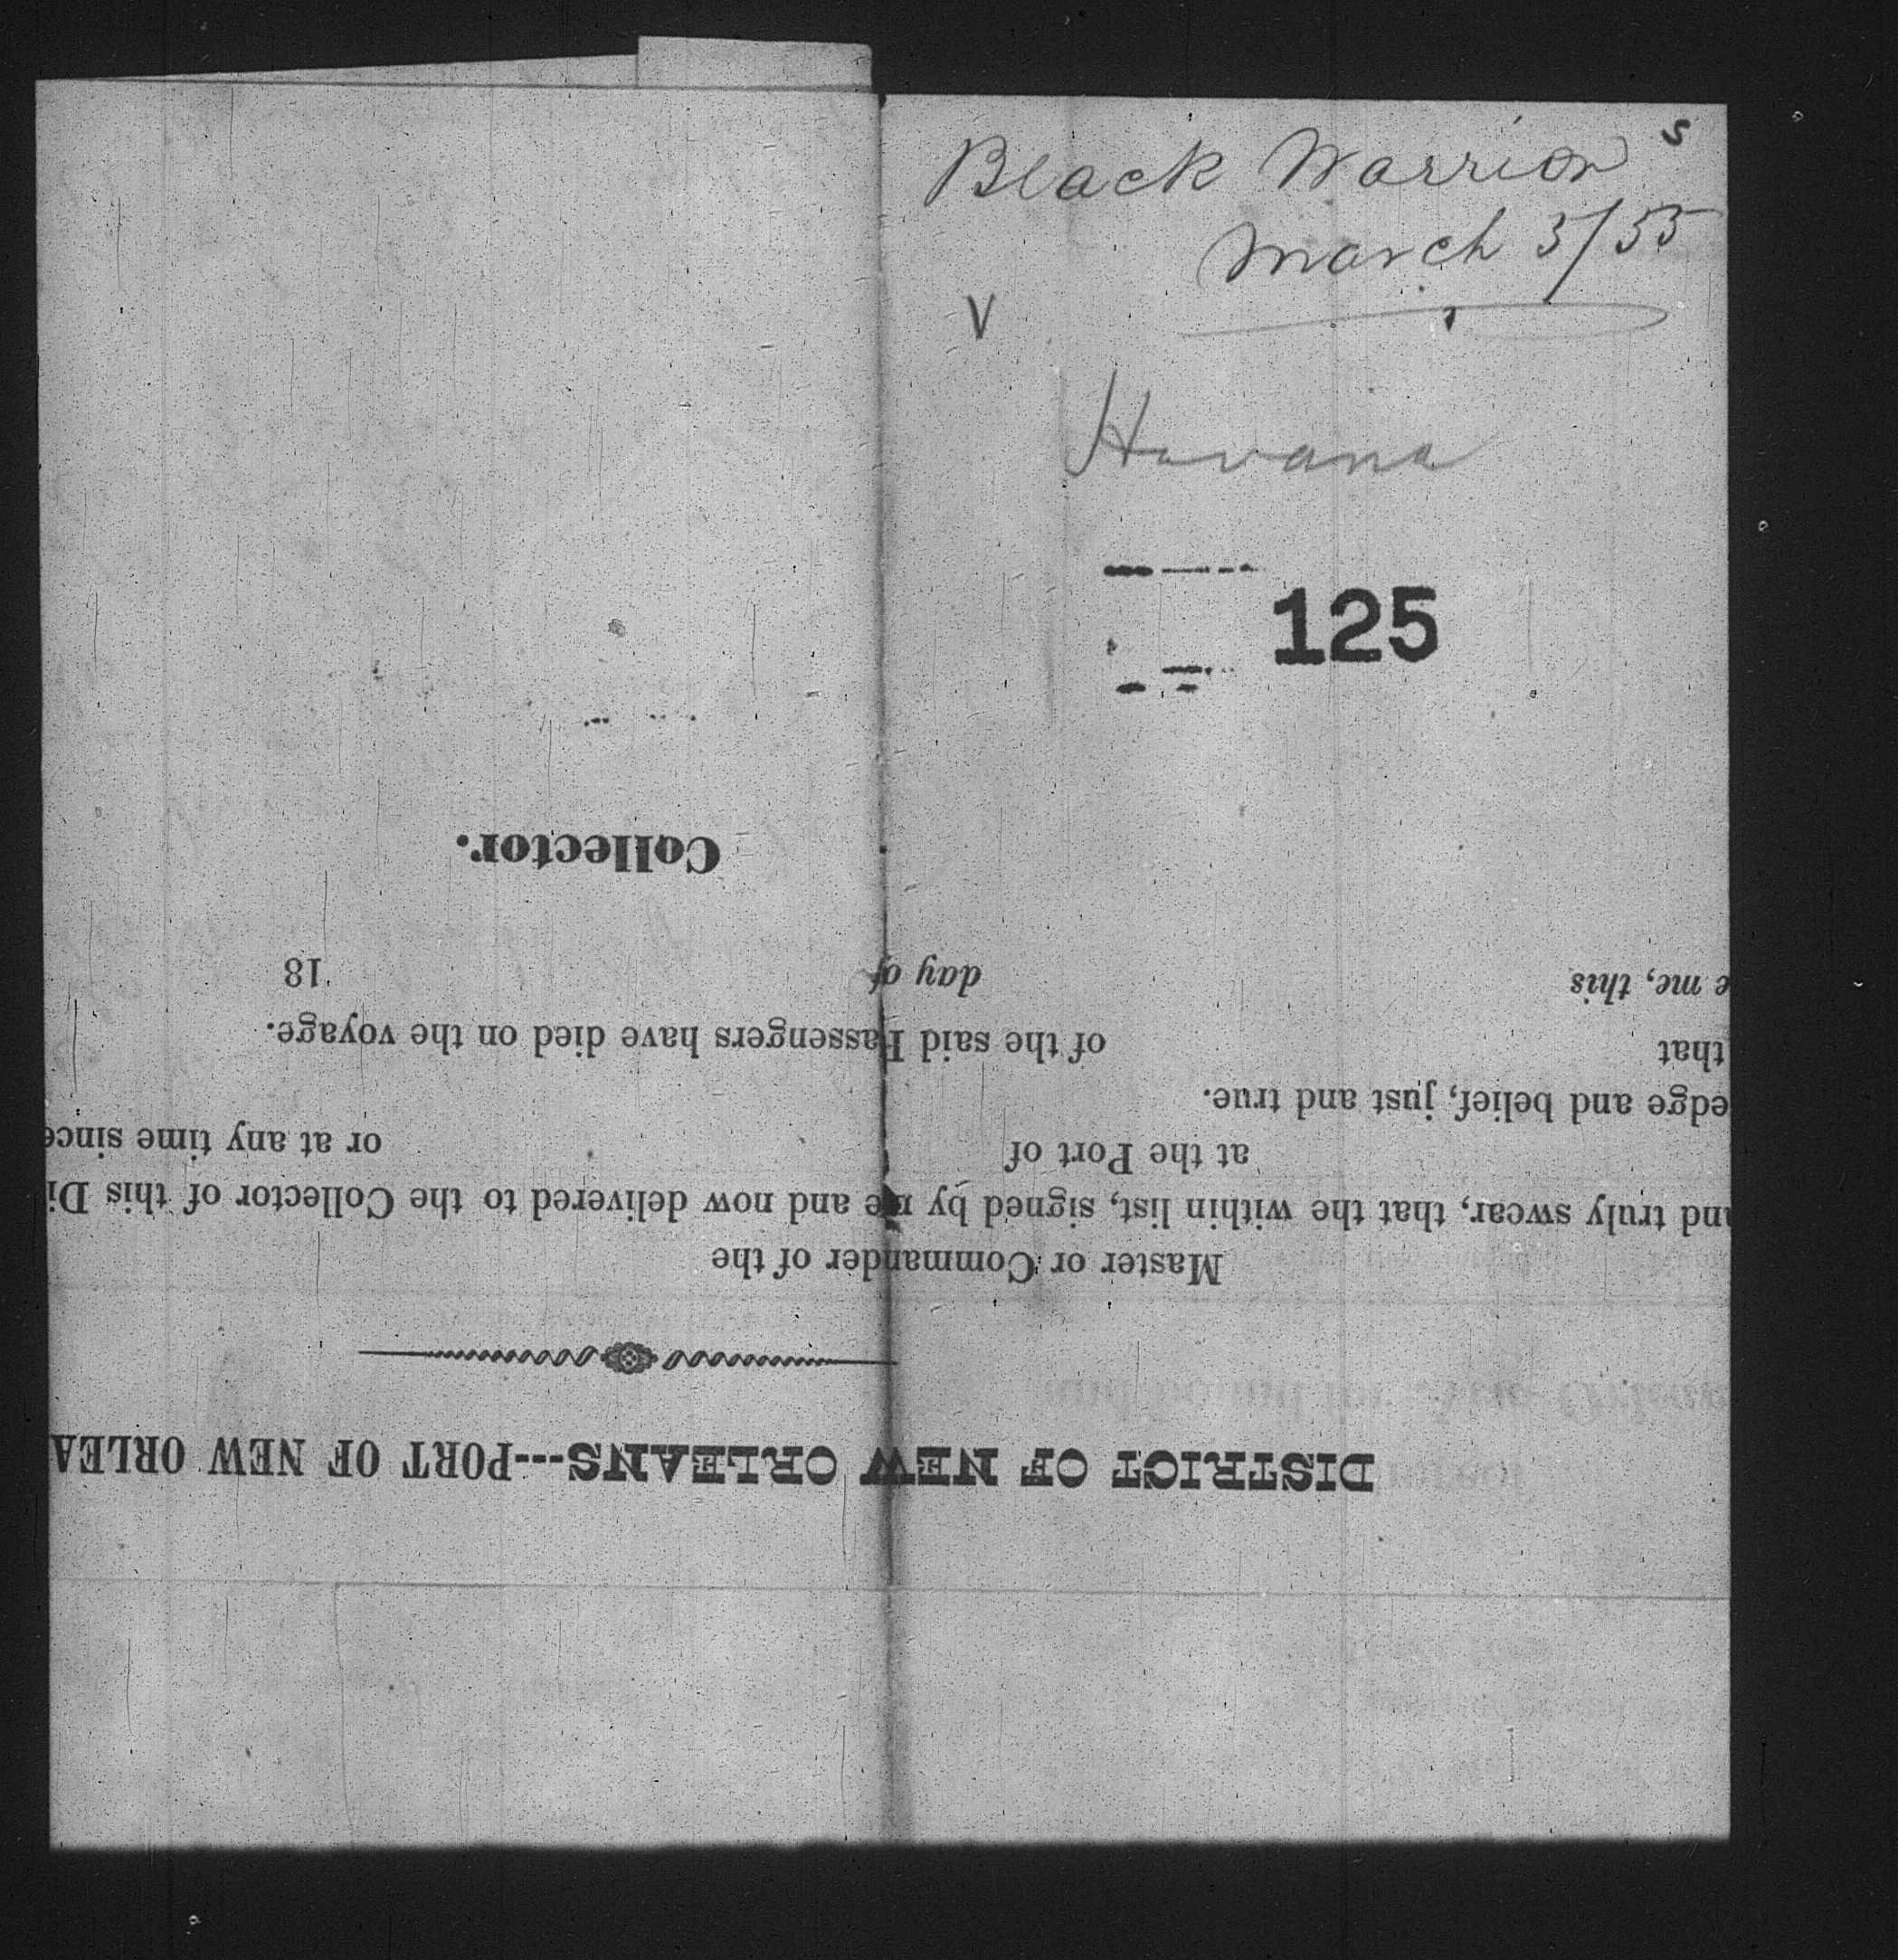 s
Black Warrior
March 3/55
V
Havana
125
DISTRICT OF NEW ORLEANS---PORT OF NEW ORLEA
Master or Commander of the
nd truly swear, that the within list, signed by me and now delivered to the Collector of this Di
at the Port of or at any time since
edge and belief, just and true.
that of the said Passengers have died on the voyage.
e me, this day of 18
Collector.